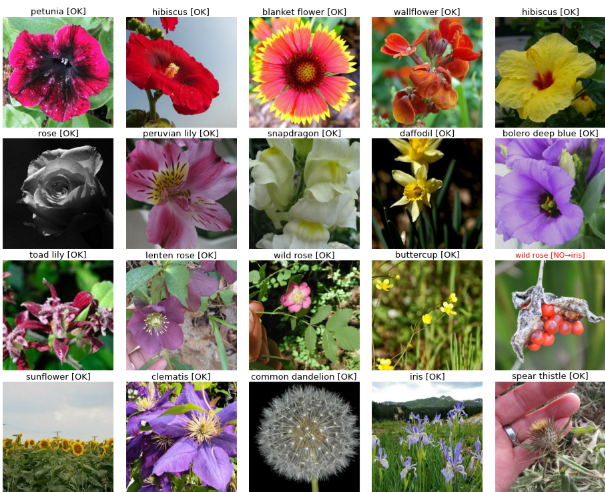 petunia [OK]
hibiscus [OK]
blanket flower [OK]
wallflower [OK]
hibiscus [OK]
rose [OK]
peruvian lily [OK]
snapdragon [OK]
daffodil [OK]
bolero deep blue [OK]
toad lily [OK]
lenten rose [OK]
wild rose [OK]
buttercup [OK]
wild rose [NO→iris]
sunflower [OK]
clematis [OK]
common dandelion [OK]
iris [OK]
spear thistle [OK]